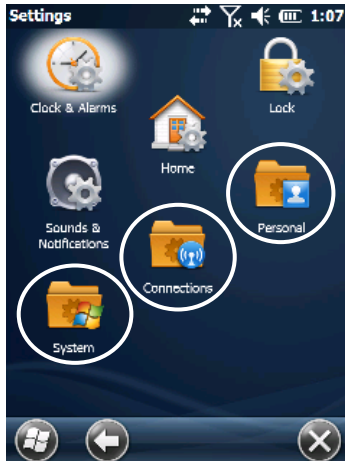 Settings 1:07
Clock & Alarms
Lock
Home
Sounds &
Notifications
Personal
Connections
System